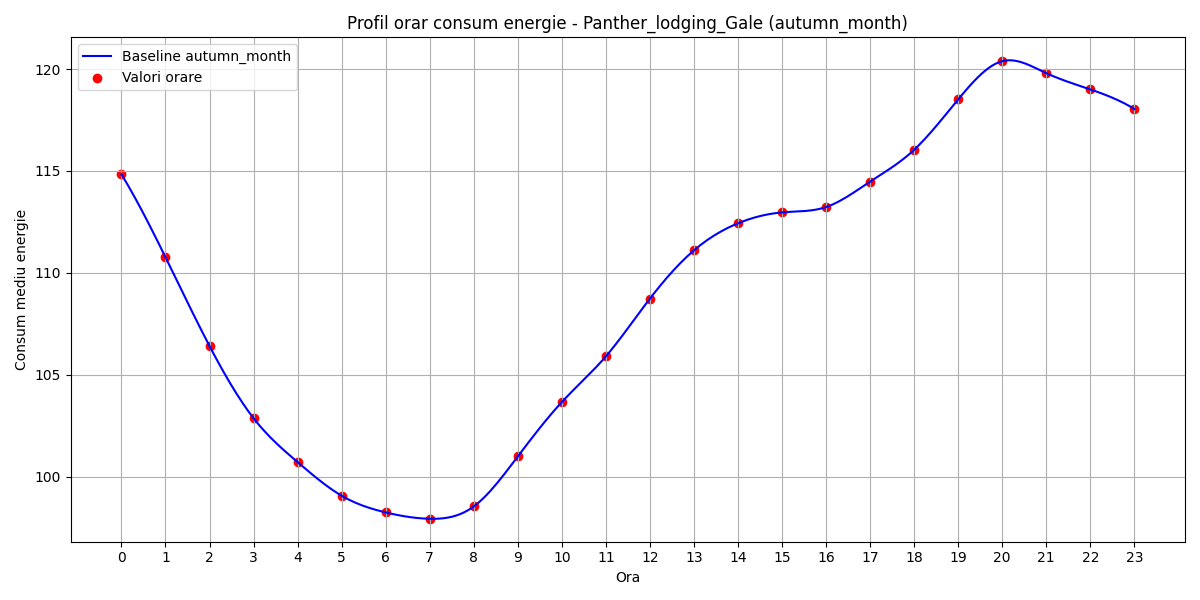 Profil orar consum energie - Panther_lodging_Gale (autumn_month)
Baseline autumn_month
Valori orare
Consum mediu energie
120
115
110
105
100
0 1 2 3 4 5 6 7 8 9 10 11 12 13 14 15 16 17 18 19 20 21 22 23
Ora